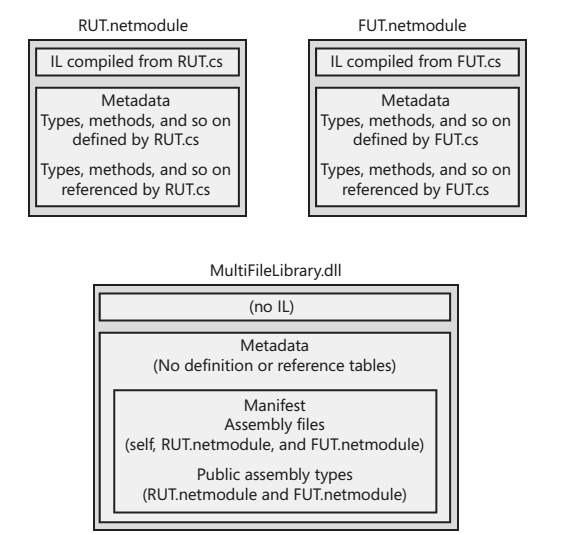 RUT.netmodule
IL compiled from RUT.cs
Metadata
Types, methods, and so on
defined by RUT.cs
Types, methods, and so on
referenced by RUT.cs
FUT.netmodule
IL compiled from FUT.cs
Metadata
Types, methods, and so on
defined by FUT.cs
Types, methods, and so on
referenced by FUT.cs
MultiFileLibrary.dll
(no IL)
Metadata
(No definition or reference tables)
Manifest
Assembly files
(self, RUT.netmodule, and FUT.netmodule)
Public assembly types
(RUT.netmodule and FUT.netmodule)